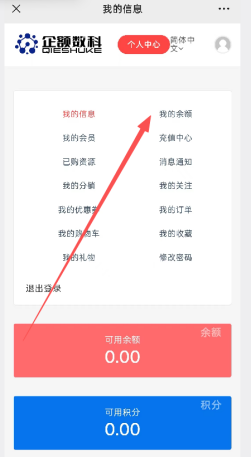 我的信息
企额数科
QIESHUKE
个人中心
简体中
文
我的信息 我的余额
我的会员 充值中心
已购资源 消息通知
我的分销 我的关注
我的优惠券 我的订单
我的购物车 我的收藏
我的礼物 修改密码
退出登录
余额
可用余额
0.00
积分
可用积分
0.00